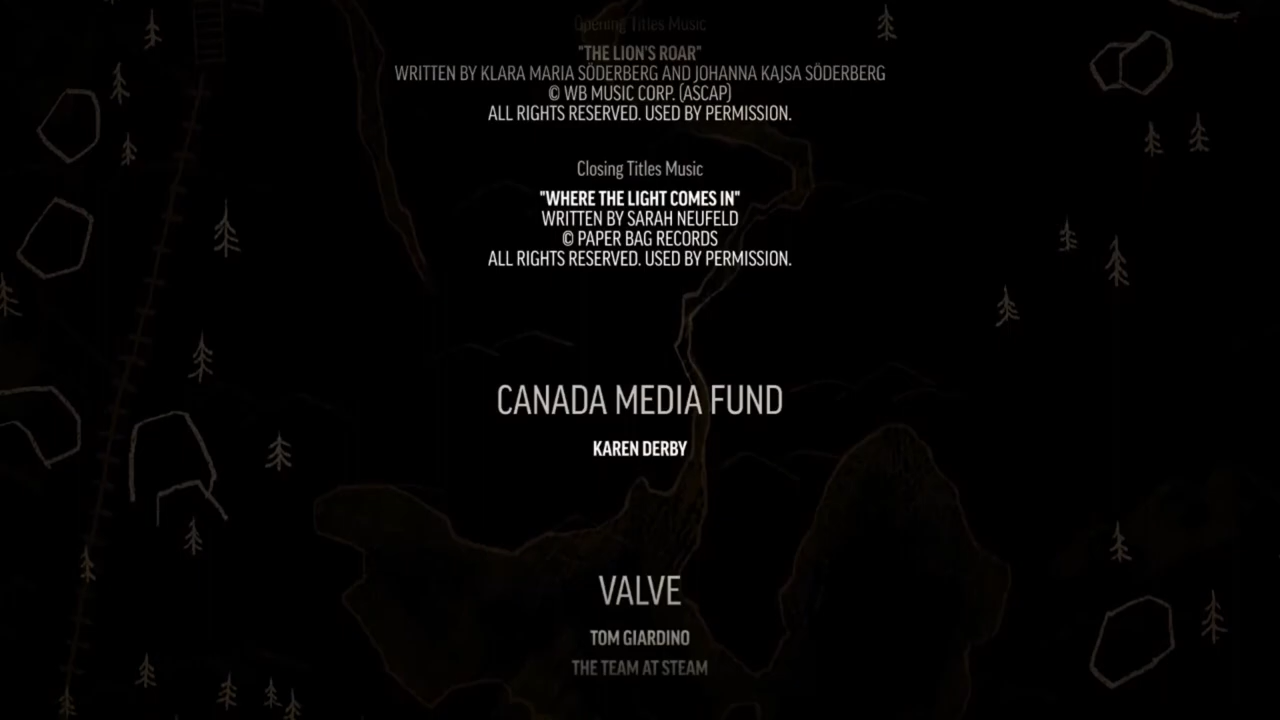 Opening Titles Music
"THE LION'S ROAR"
WRITTEN BY KLARA MARIA SÖDERBERG AND JOHANNA KAJSA SÖDERBERG
© WB MUSIC CORP. (ASCAP)
ALL RIGHTS RESERVED. USED BY PERMISSION.
Closing Titles Music
"WHERE THE LIGHT COMES IN"
WRITTEN BY SARAH NEUFELD
© PAPER BAG RECORDS
ALL RIGHTS RESERVED. USED BY PERMISSION.
CANADA MEDIA FUND
KAREN DERBY
VALVE
TOM GIARDINO
THE TEAM AT STEAM